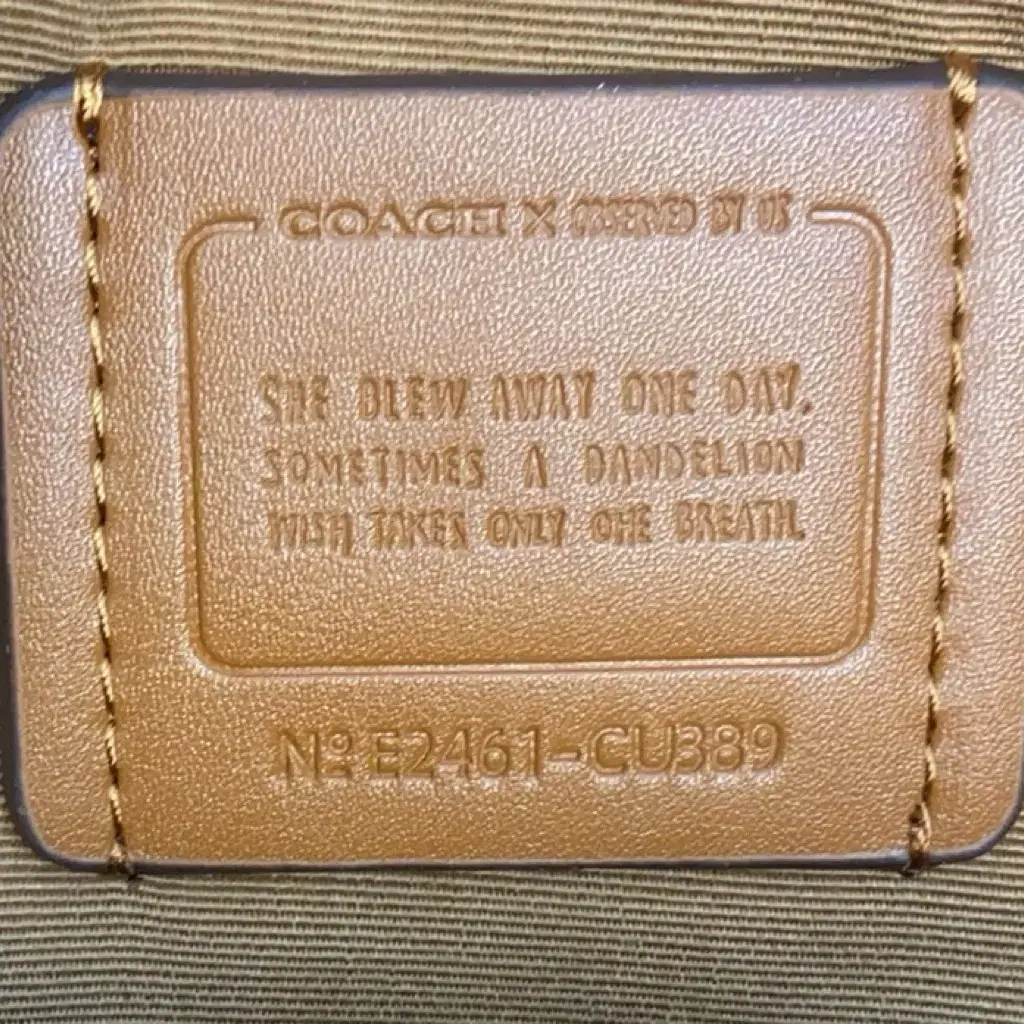 COACH X OBSERVED BY US
SHE BLEW AWAY ONE DAY.
SOMETIMES A DANDELION
WISH TAKES ONLY ONE BREATH.
Nº E2461-CU389